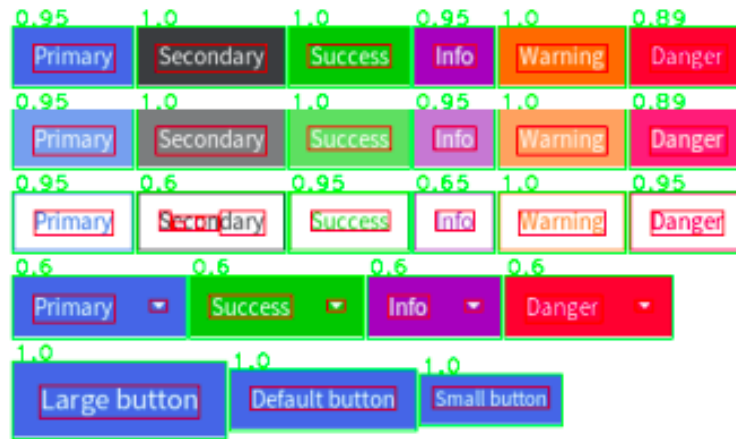 0.95 1.0 1.0 0.95 1.0 0.89
Primary Secondary Success Info Warning Danger
0.95 1.0 1.0 0.95 1.0 0.89
Primary Secondary Success Info Warning Danger
0.95 0.6 0.95 0.65 1.0 0.95
Primary Secondary Success Info Warning Danger
0.6 0.6 0.6 0.6
Primary Success Info Danger
1.0 1.0 1.0
Large button Default button Small button